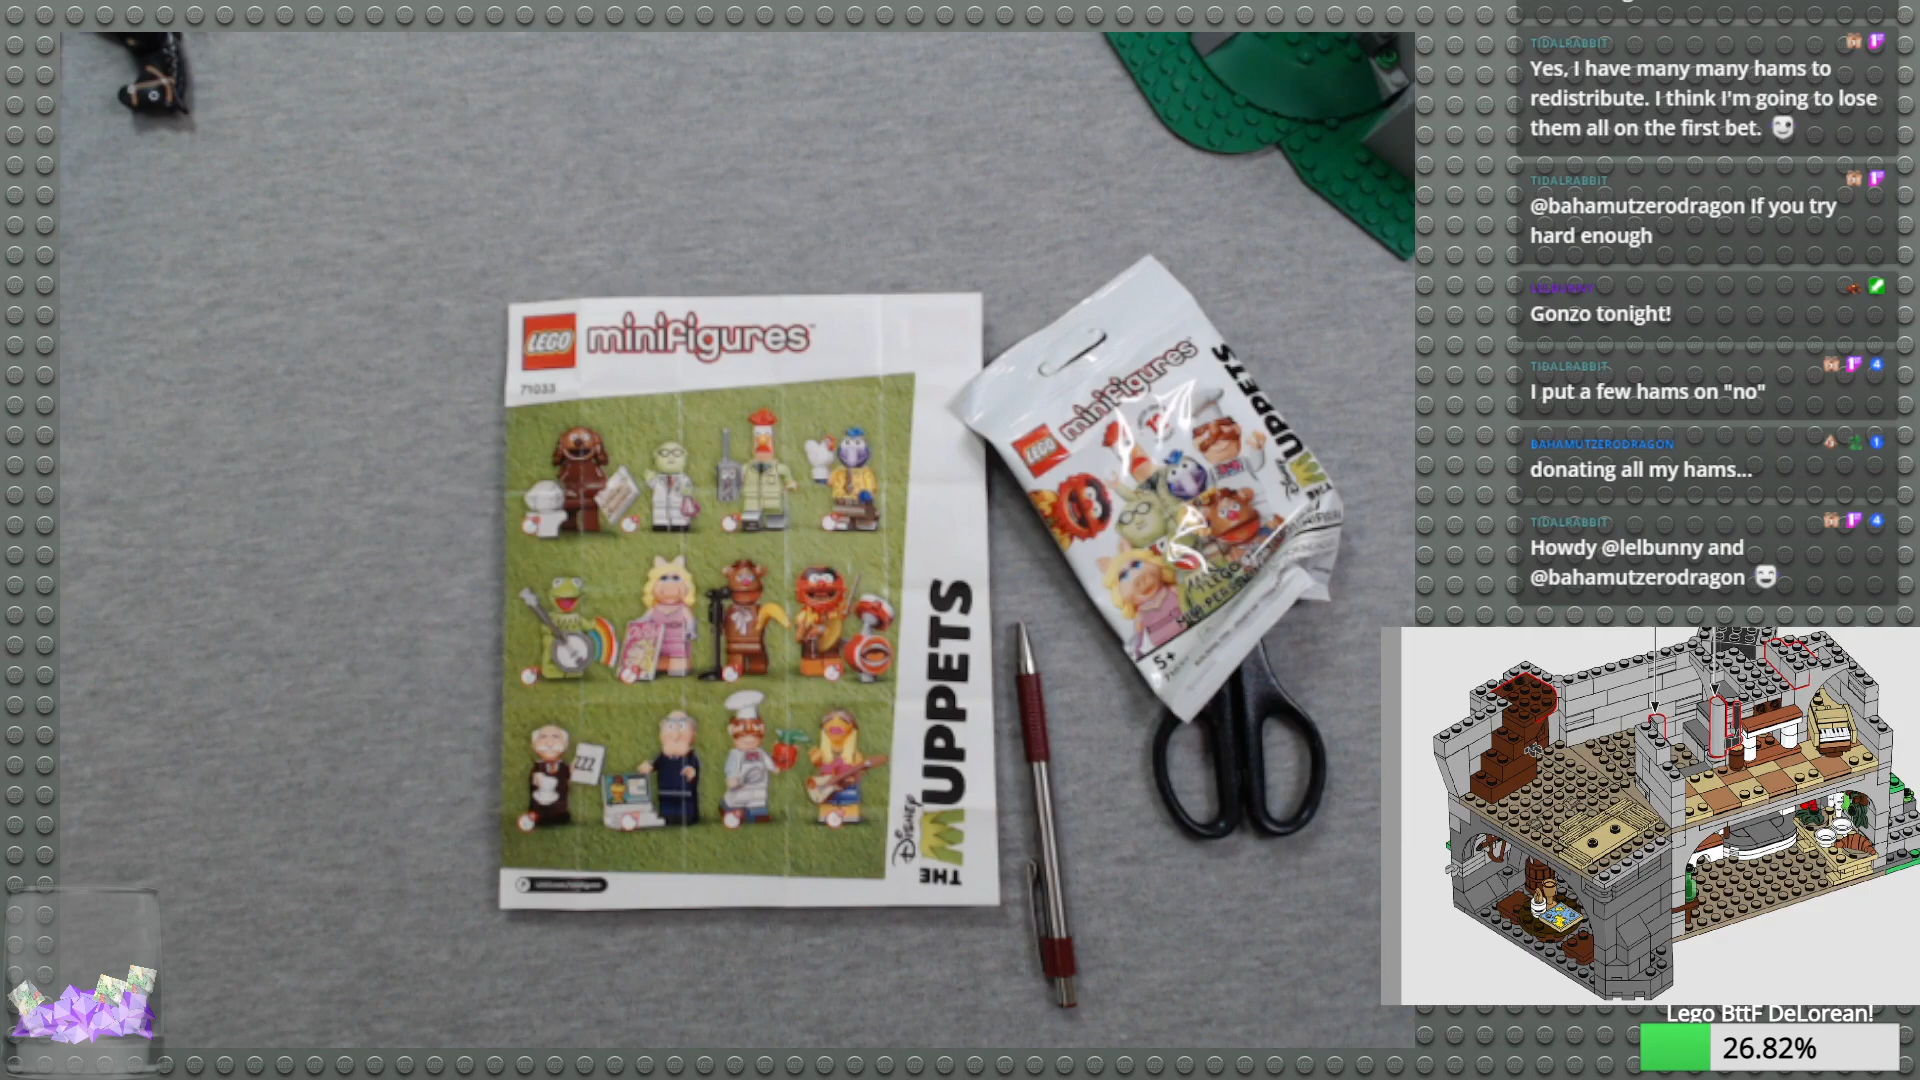 TIDALRABBIT
Yes, I have many many hams to
redistribute. I think I'm going to lose
them all on the first bet.
TIDALRABBIT
@bahamutzerodragon If you try
hard enough
Gonzo tonight!
TIDALRABBIT
I put a few hams on "no"
BAHAMUTZERODRAGON
donating all my hams...
TIDALRABBIT
Howdy @lelbunny and
@bahamutzerodragon
LEGO minifigures
71033
ZZZ
Disney
THE MUPPETS
LEGO minifigures
Disney
THE MUPPETS
5+
Lego BttF DeLorean!
26.82%